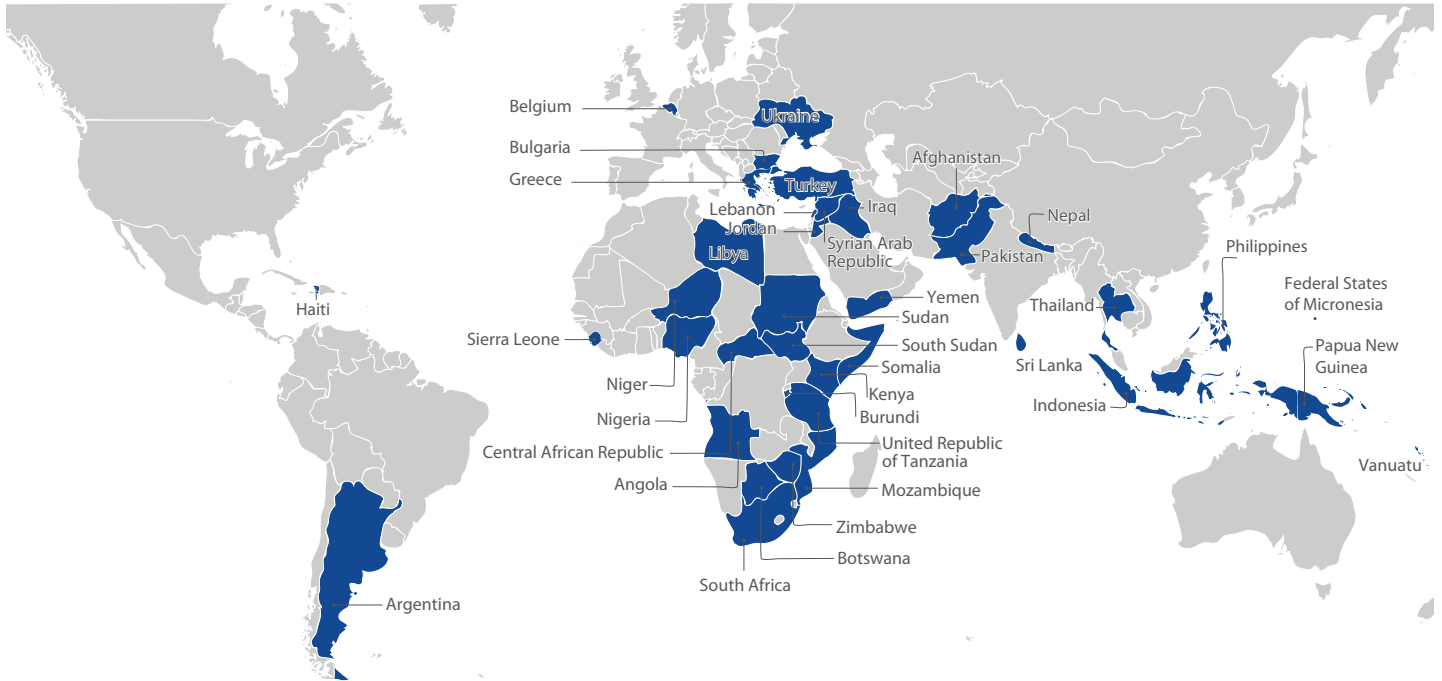 Belgium
Ukraine
Bulgaria
Afghanistan
Greece
Turkey
Lebanon
Iraq
Nepal
Jordan
Libya
Syrian Arab
Republic
Pakistan
Philippines
Federal States
of Micronesia
Haiti
Yemen
Thailand
Sudan
Sierra Leone
South Sudan
Papua New
Guinea
Somalia
Sri Lanka
Niger
Kenya
Indonesia
Nigeria
Burundi
Central African Republic
United Republic
of Tanzania
Vanuatu
Angola
Mozambique
Zimbabwe
Botswana
South Africa
Argentina